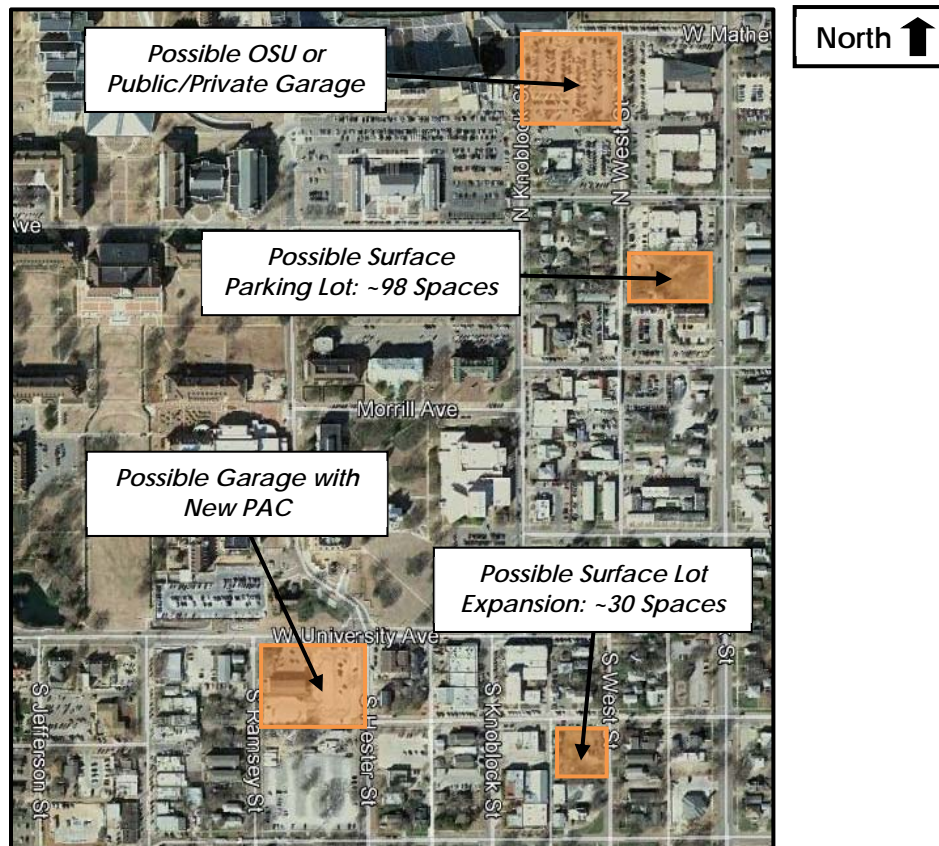 North
W Mathe
Possible OSU or
Public/Private Garage
N Knoblock St
N West St
Ave
Possible Surface
Parking Lot: ~98 Spaces
Morrill Ave
Possible Garage with
New PAC
Possible Surface Lot
Expansion: ~30 Spaces
W University Ave
St
S Jefferson St
S Ramsey St
S Hester St
S Knoblock St
S West St